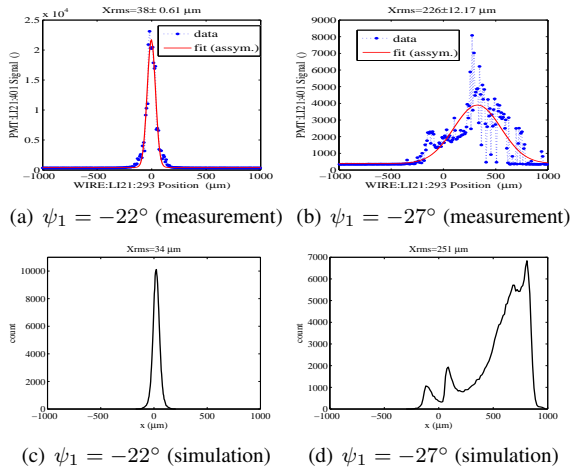 Xrms=38± 0.61 μm
x 10⁴
2.5
2
1.5
1
0.5
0
PMT:LI21:401 Signal ()
data
fit (assym.)
−1000 −500 0 500 1000
WIRE:LI21:293 Position (μm)
(a) ψ₁ = −22° (measurement)
Xrms=226±12.17 μm
9000
8000
7000
6000
5000
4000
3000
2000
1000
0
PMT:LI21:401 Signal ()
data
fit (assym.)
−1000 −500 0 500 1000
WIRE:LI21:293 Position (μm)
(b) ψ₁ = −27° (measurement)
Xrms=34 μm
10000
8000
6000
4000
2000
0
count
−1000 −500 0 500 1000
x (μm)
(c) ψ₁ = −22° (simulation)
Xrms=251 μm
7000
6000
5000
4000
3000
2000
1000
0
count
−1000 −500 0 500 1000
x (μm)
(d) ψ₁ = −27° (simulation)